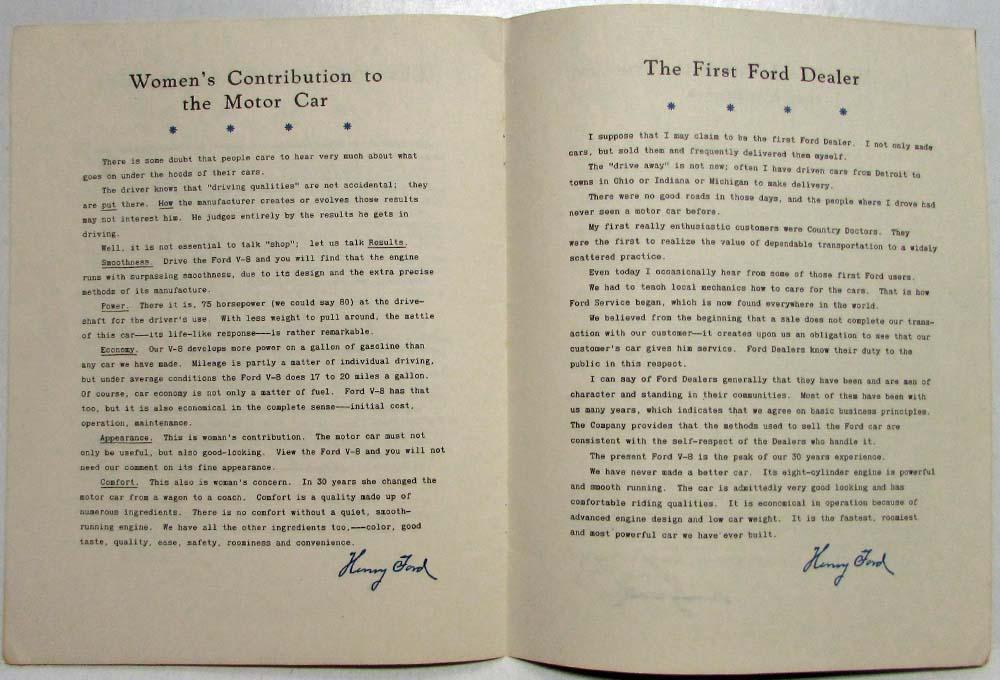 Women's Contribution to
the Motor Car
* * * *
There is some doubt that people care to hear very much about what
goes on under the hoods of their cars.
The driver knows that "driving qualities" are not accidental; they
are put there. How the manufacturer creates or evolves those results
may not interest him. He judges entirely by the results he gets in
driving.
Well, it is not essential to talk "shop"; let us talk Results.
Smoothness. Drive the Ford V-8 and you will find that the engine
runs with surpassing smoothness, due to its design and the extra precise
methods of its manufacture.
Power. There it is, 75 horsepower (we could say 80) at the drive-
shaft for the driver's use. With less weight to pull around, the mettle
of this car---its life-like response---is rather remarkable.
Economy. Our V-8 develops more power on a gallon of gasoline than
any car we have made. Mileage is partly a matter of individual driving,
but under average conditions the Ford V-8 does 17 to 20 miles a gallon.
Of course, car economy is not only a matter of fuel. Ford V-8 has that
too, but it is also economical in the complete sense---initial cost,
operation, maintenance.
Appearance. This is woman's contribution. The motor car must not
only be useful, but also good-looking. View the Ford V-8 and you will not
need our comment on its fine appearance.
Comfort. This also is woman's concern. In 30 years she changed the
motor car from a wagon to a coach. Comfort is a quality made up of
numerous ingredients. There is no comfort without a quiet, smooth-
running engine. We have all the other ingredients too,---color, good
taste, quality, ease, safety, roominess and convenience.
Henry Ford
The First Ford Dealer
* * * *
I suppose that I may claim to be the first Ford Dealer. I not only made
cars, but sold them and frequently delivered them myself.
The "drive away" is not new; often I have driven cars from Detroit to
towns in Ohio or Indiana or Michigan to make delivery.
There were no good roads in those days, and the people where I drove had
never seen a motor car before.
My first really enthusiastic customers were Country Doctors. They
were the first to realize the value of dependable transportation to a widely
scattered practice.
Even today I occasionally hear from some of those first Ford users.
We had to teach local mechanics how to care for the cars. That is how
Ford Service began, which is now found everywhere in the world.
We believed from the beginning that a sale does not complete our trans-
action with our customer--it creates upon us an obligation to see that our
customer's car gives him service. Ford Dealers know their duty to the
public in this respect.
I can say of Ford Dealers generally that they have been and are men of
character and standing in their communities. Most of them have been with
us many years, which indicates that we agree on basic business principles.
The Company provides that the methods used to sell the Ford car are
consistent with the self-respect of the Dealers who handle it.
The present Ford V-8 is the peak of our 30 years experience.
We have never made a better car. Its eight-cylinder engine is powerful
and smooth running. The car is admittedly very good looking and has
comfortable riding qualities. It is economical in operation because of
advanced engine design and low car weight. It is the fastest, roomiest
and most powerful car we have ever built.
Henry Ford